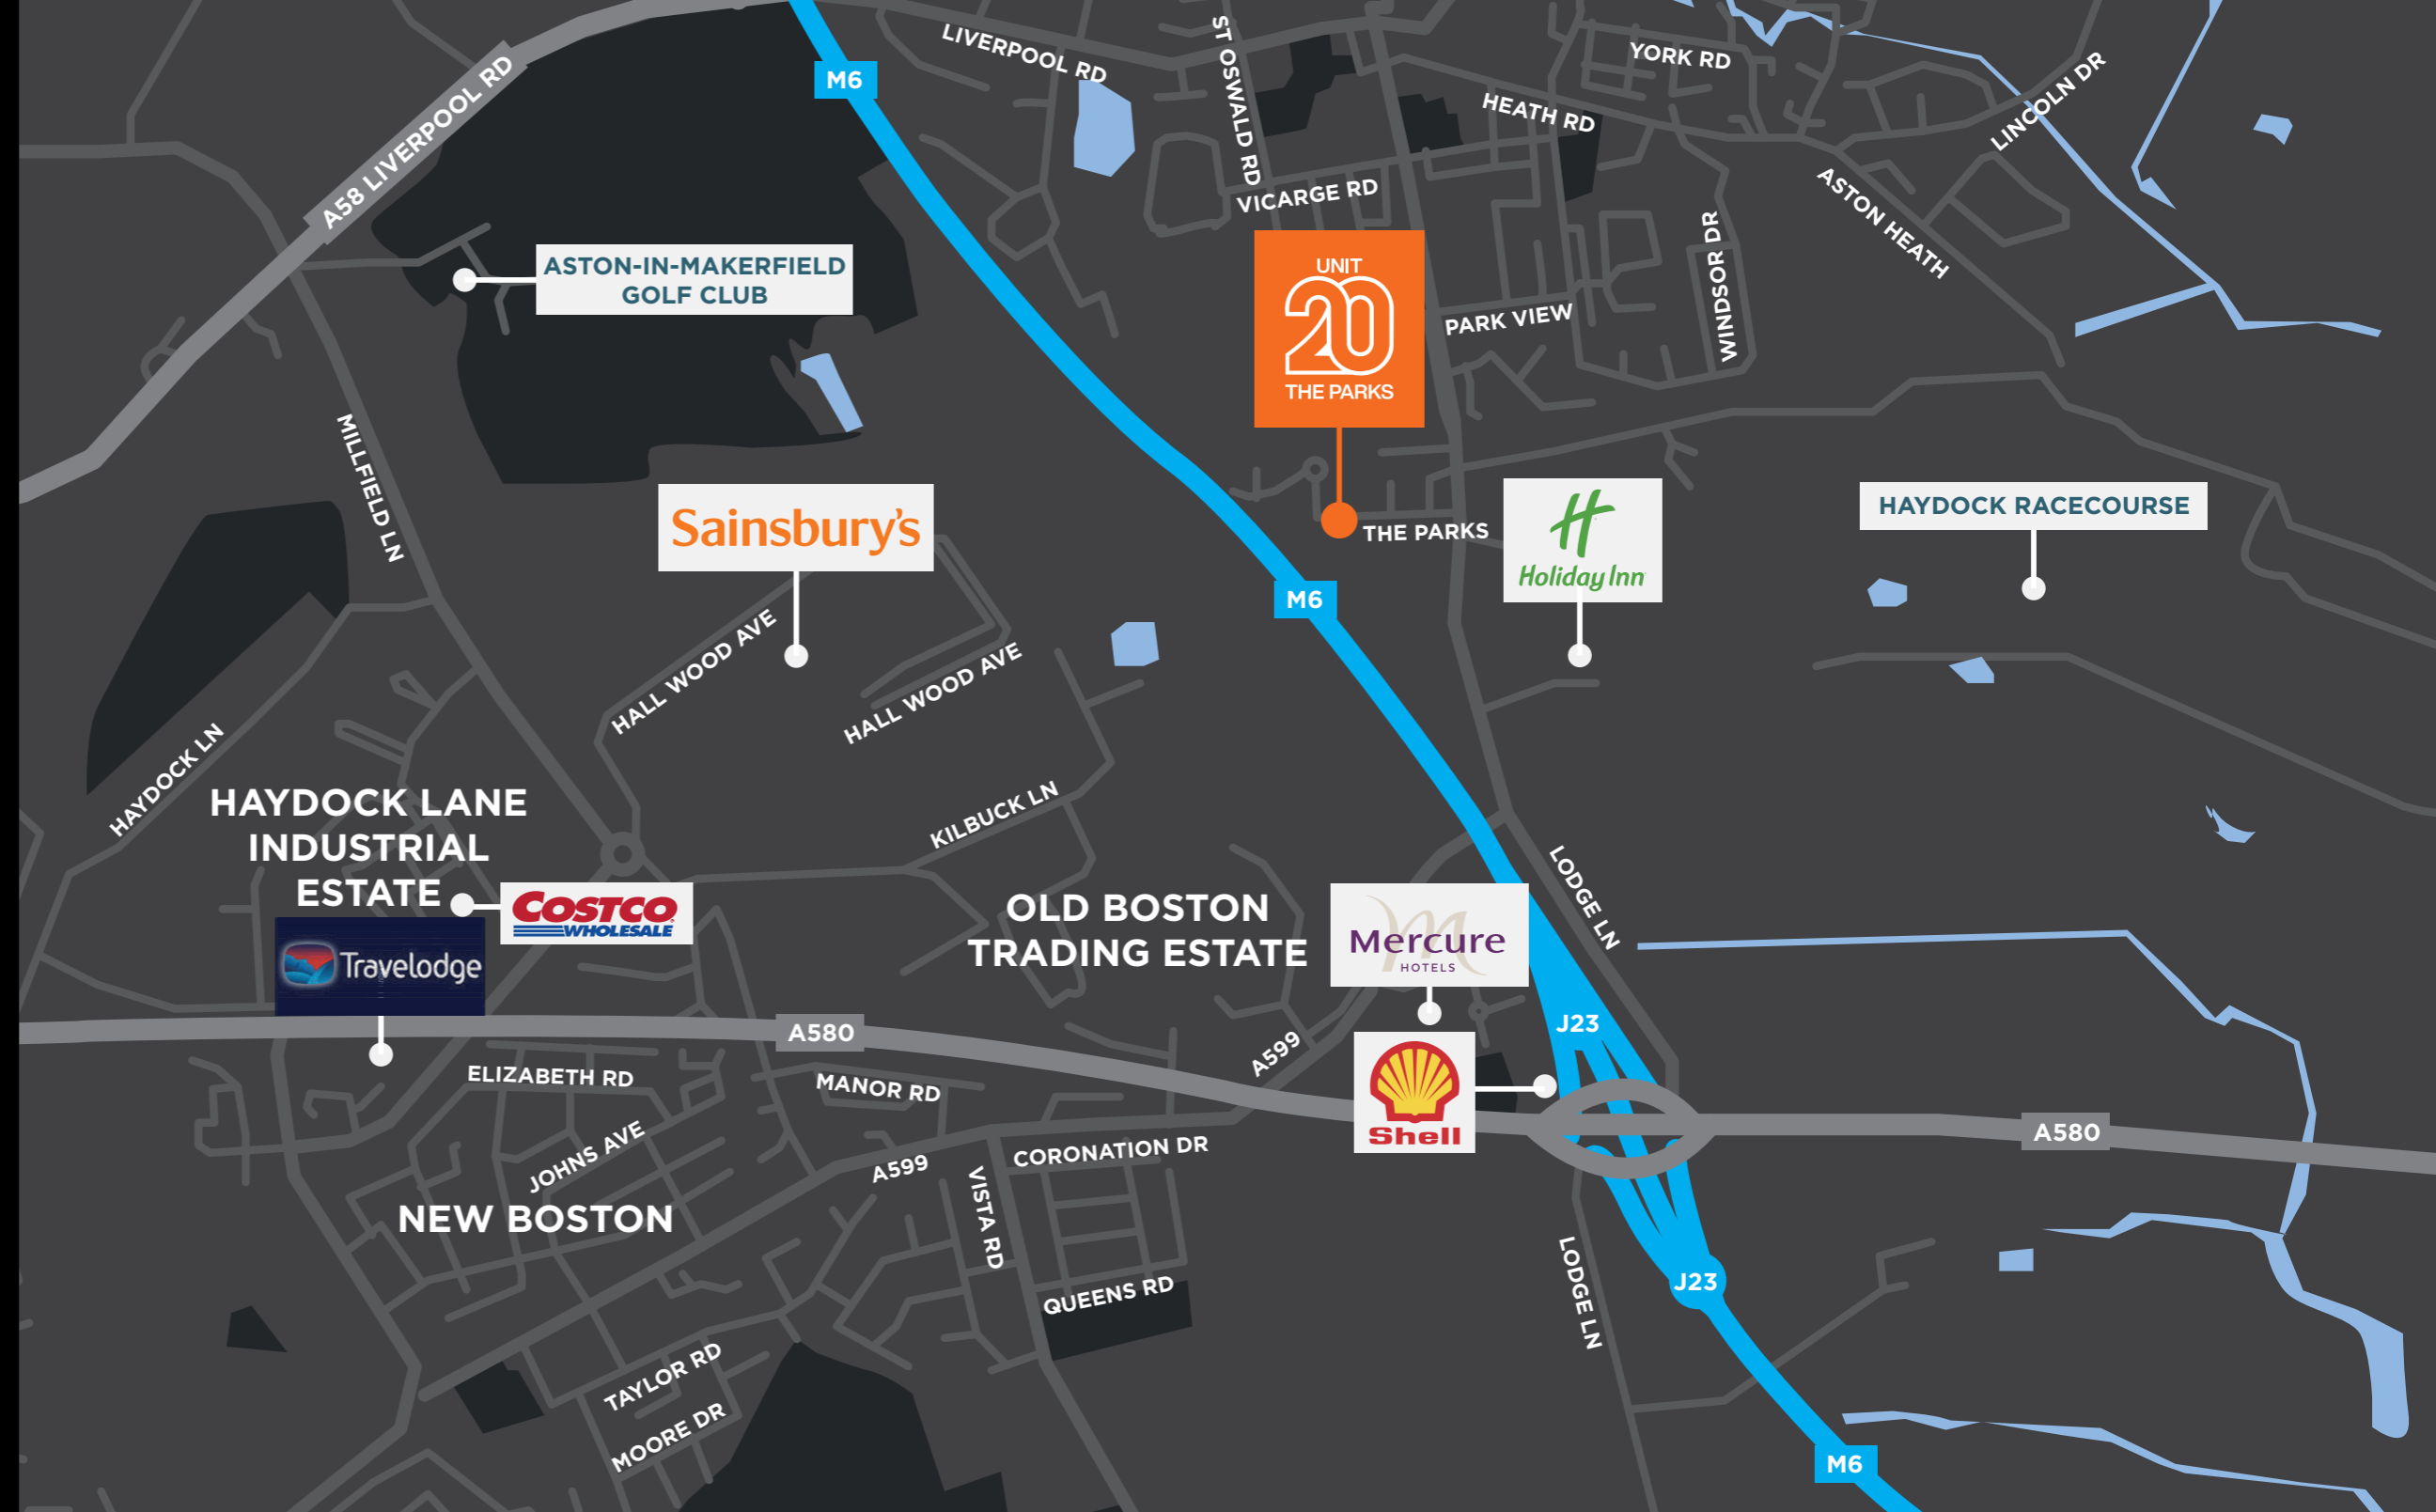 A58 LIVERPOOL RD
M6
LIVERPOOL RD
ST OSWALD RD
YORK RD
HEATH RD
LINCOLN DR
VICARGE RD
ASTON HEATH
WINDSOR DR
ASTON-IN-MAKERFIELD
GOLF CLUB
UNIT
20
THE PARKS
PARK VIEW
MILLFIELD LN
Sainsbury's
THE PARKS
Holiday Inn
HAYDOCK RACECOURSE
M6
HALL WOOD AVE
HALL WOOD AVE
HAYDOCK LN
HAYDOCK LANE
INDUSTRIAL
ESTATE
KILBUCK LN
COSTCO
WHOLESALE
Travelodge
OLD BOSTON
TRADING ESTATE
Mercure
HOTELS
LODGE LN
J23
A580
A599
ELIZABETH RD
MANOR RD
Shell
A580
JOHNS AVE
A599
CORONATION DR
VISTA RD
NEW BOSTON
QUEENS RD
LODGE LN
J23
TAYLOR RD
MOORE DR
M6